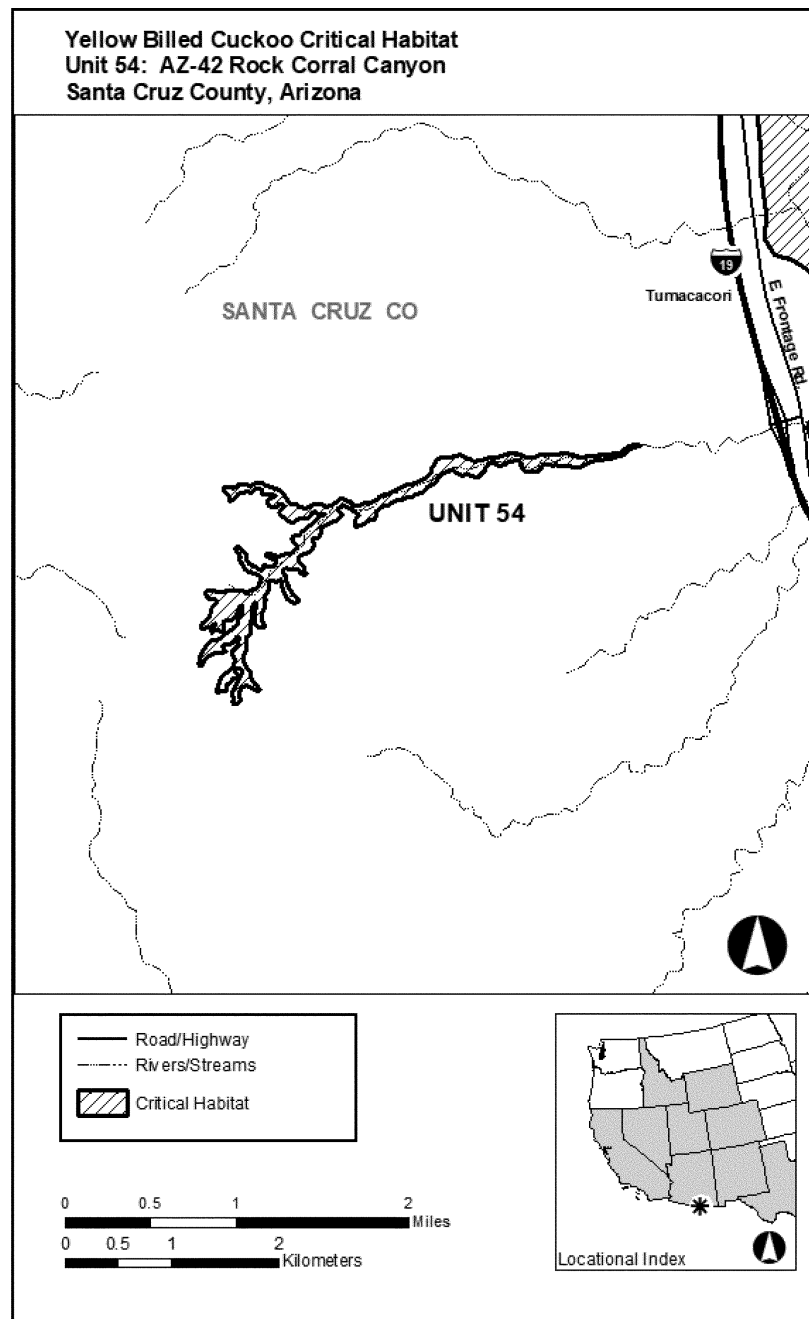 Yellow Billed Cuckoo Critical Habitat
Unit 54: AZ-42 Rock Corral Canyon
Santa Cruz County, Arizona
19
Tumacacori
E Frontage Rd.
SANTA CRUZ CO
UNIT 54
Road/Highway
Rivers/Streams
Critical Habitat
0 0.5 1 2
Miles
0 0.5 1 2
Kilometers
Locational Index